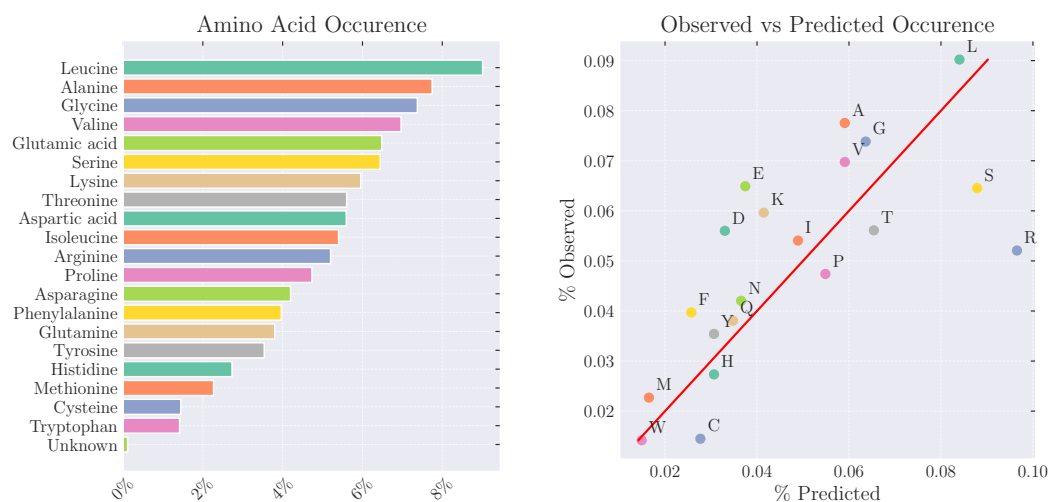 Amino Acid Occurence
Leucine
Alanine
Glycine
Valine
Glutamic acid
Serine
Lysine
Threonine
Aspartic acid
Isoleucine
Arginine
Proline
Asparagine
Phenylalanine
Glutamine
Tyrosine
Histidine
Methionine
Cysteine
Tryptophan
Unknown
0%
2%
4%
6%
8%
Observed vs Predicted Occurence
% Observed
0.09
0.08
0.07
0.06
0.05
0.04
0.03
0.02
L
A
G
V
E
S
K
D
T
I
R
P
N
F
Q
Y
H
M
C
W
0.02
0.04
0.06
0.08
0.10
% Predicted